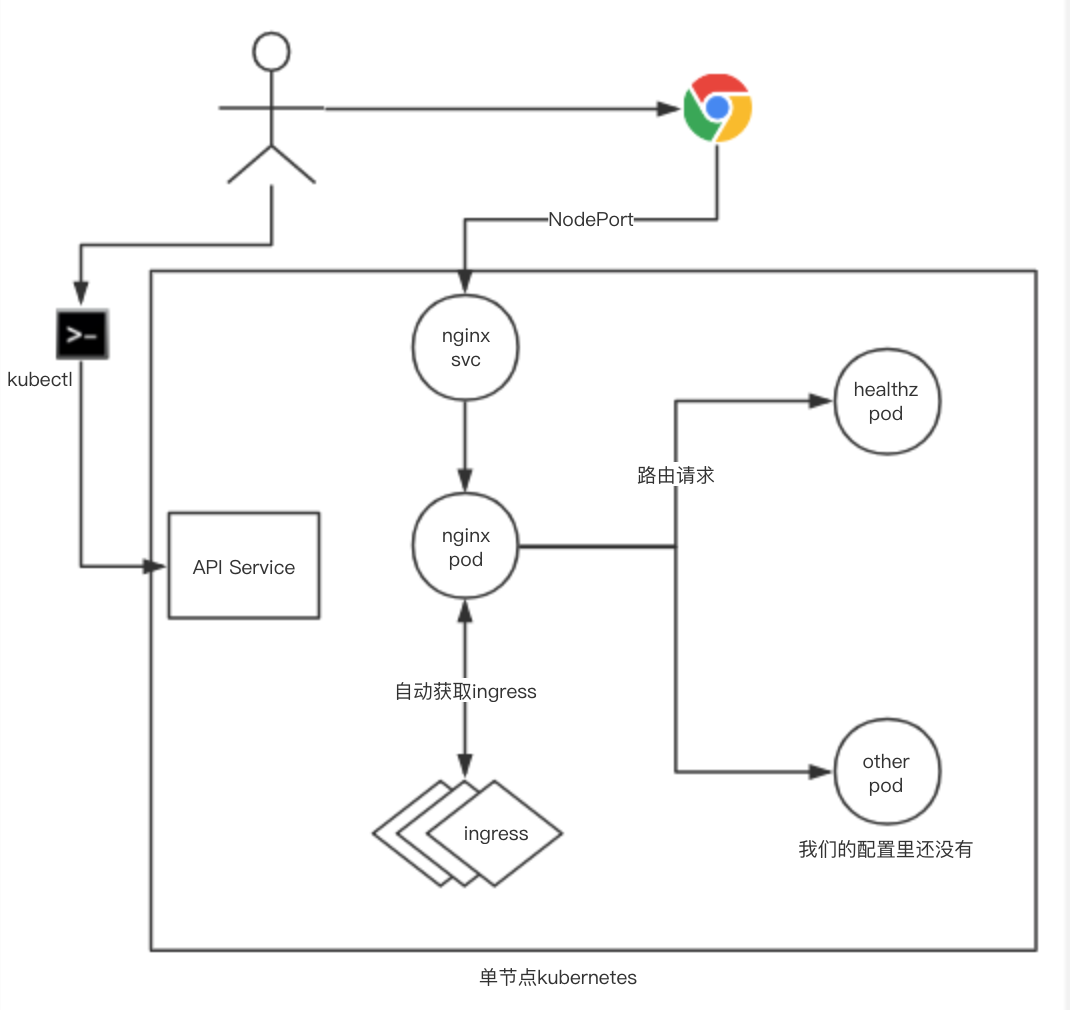 NodePort
>-
kubectl
nginx
svc
healthz
pod
路由请求
nginx
pod
API Service
自动获取ingress
ingress
other
pod
我们的配置里还没有
单节点kubernetes